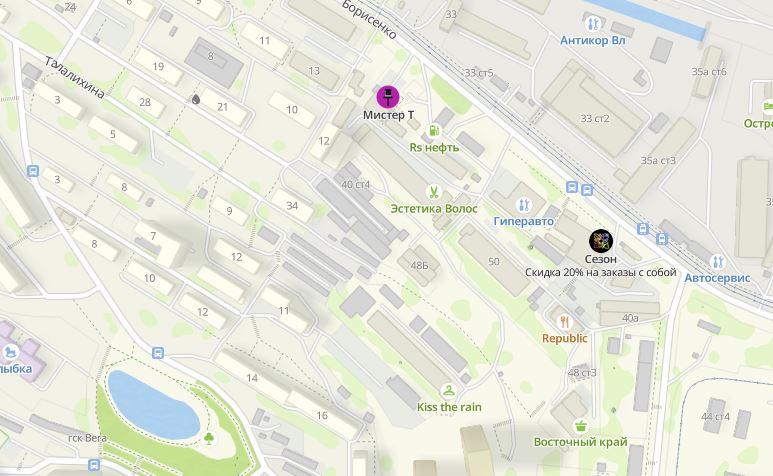 24
Борисенко
Антикор Вл
11
8
19
13
33 ст5
35а ст6
Талалихина
3
28
21
10
Мистер Т
33 ст2
5
12
Rs нефть
35а ст3
3
8
40 ст4
34
9
Эстетика Волос
Гиперавто
7
8
12
48Б
50
Сезон
Скидка 20% на заказы с собой
Автосервис
10
12
11
40а
Republic
лыбка
14
48 ст3
16
Kiss the rain
44 ст4
гск Вега
Восточный край